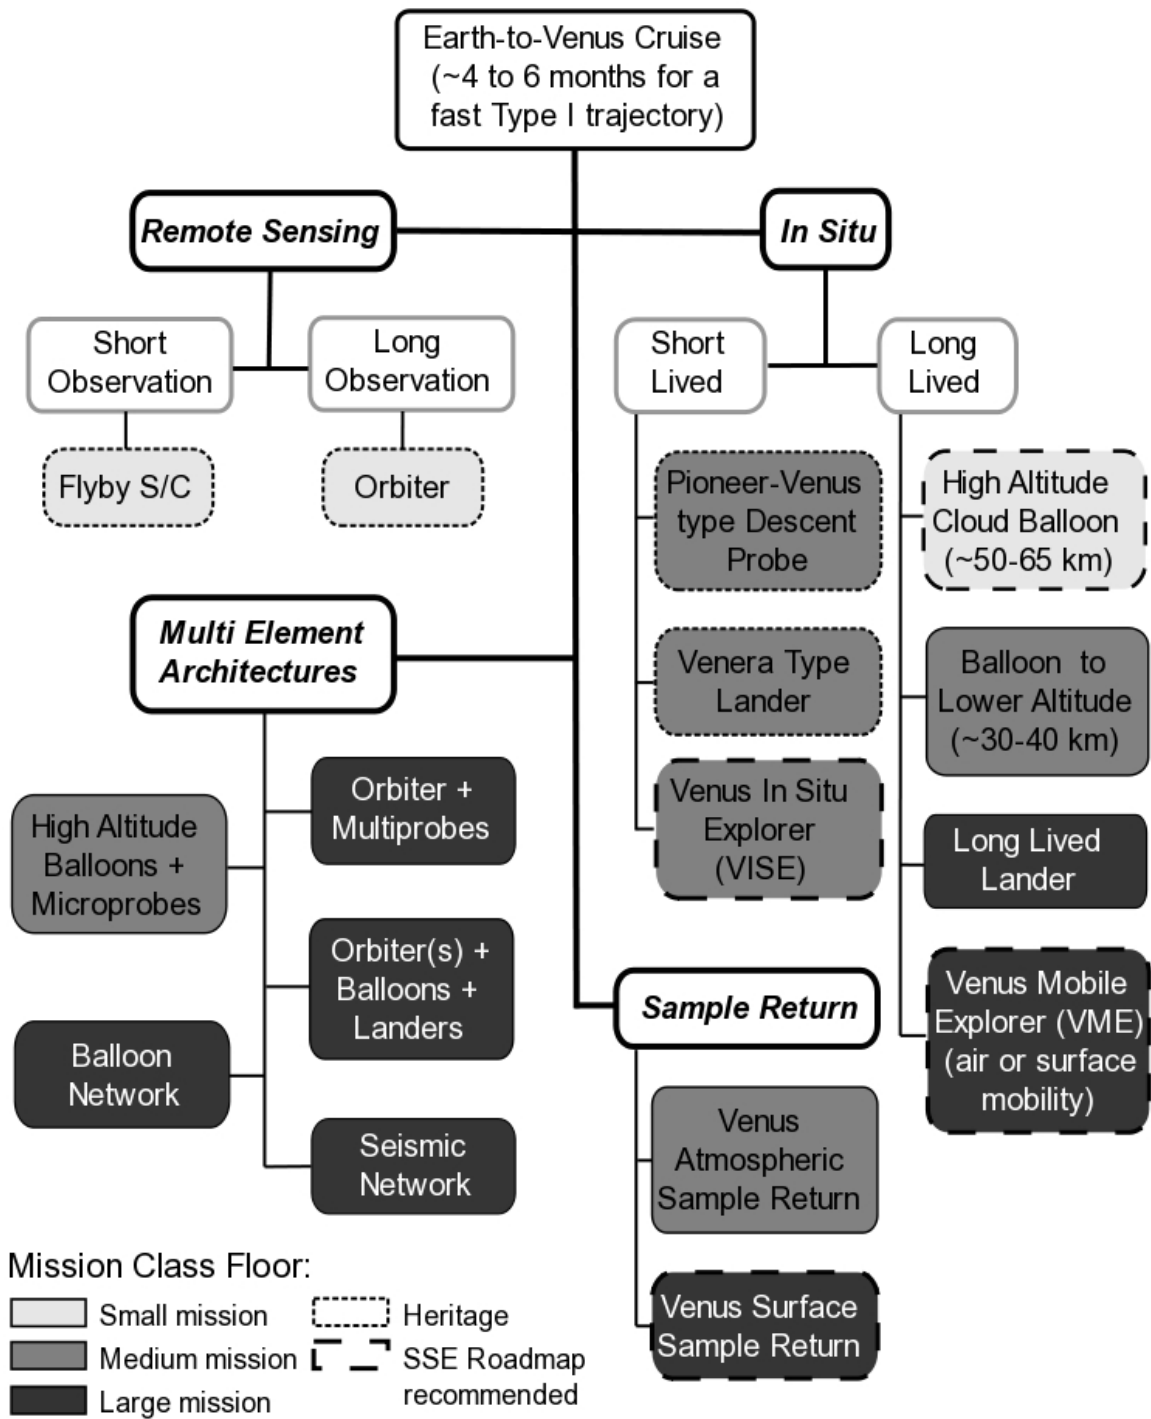 Earth-to-Venus Cruise
(~4 to 6 months for a
fast Type I trajectory)
Remote Sensing
In Situ
Short
Observation
Long
Observation
Short
Lived
Long
Lived
Flyby S/C
Orbiter
Pioneer-Venus
type Descent
Probe
High Altitude
Cloud Balloon
(~50-65 km)
Multi Element
Architectures
Venera Type
Lander
Balloon to
Lower Altitude
(~30-40 km)
Orbiter +
Multiprobes
High Altitude
Balloons +
Microprobes
Venus In Situ
Explorer
(VISE)
Long Lived
Lander
Orbiter(s) +
Balloons +
Landers
Sample Return
Venus Mobile
Explorer (VME)
(air or surface
mobility)
Balloon
Network
Seismic
Network
Venus
Atmospheric
Sample Return
Venus Surface
Sample Return
Mission Class Floor:
Small mission
Medium mission
Large mission
Heritage
SSE Roadmap
recommended